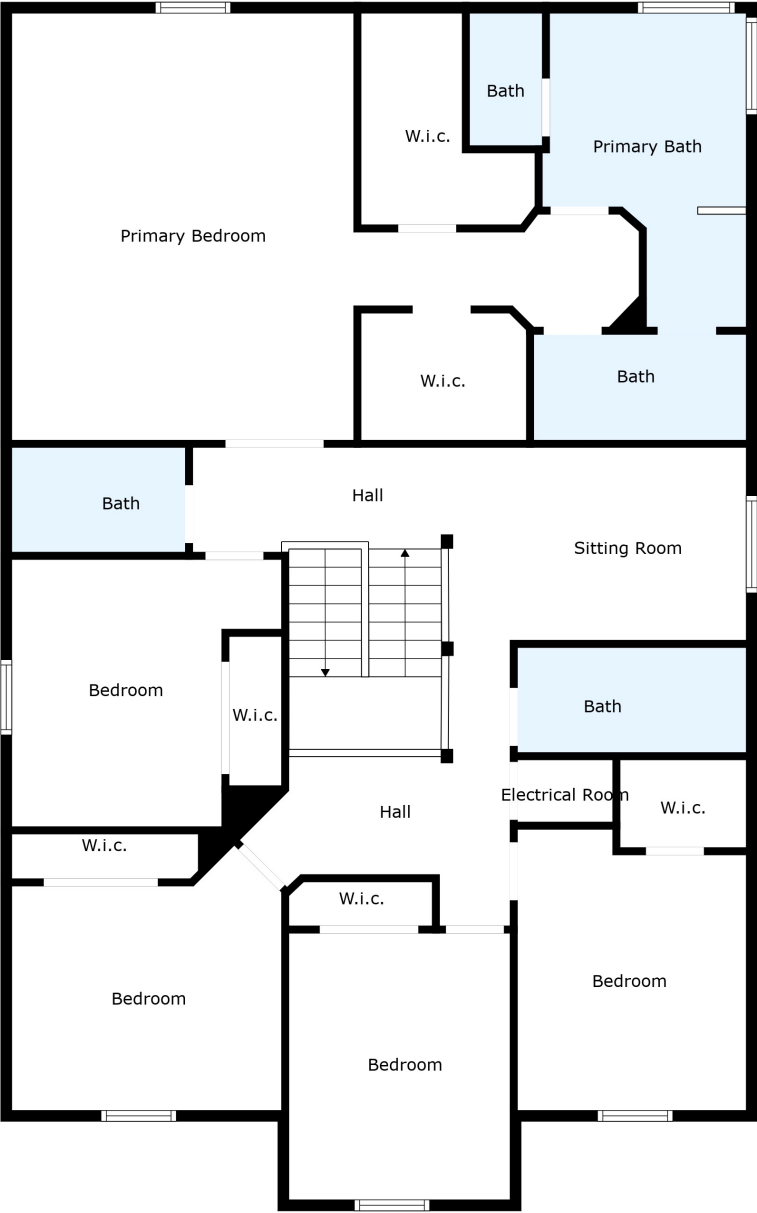 Bath
W.i.c.
Primary Bath
Primary Bedroom
W.i.c.
Bath
Hall
Bath
Sitting Room
Bedroom
W.i.c.
Bath
Electrical Room
Hall
W.i.c.
W.i.c.
W.i.c.
Bedroom
Bedroom
Bedroom